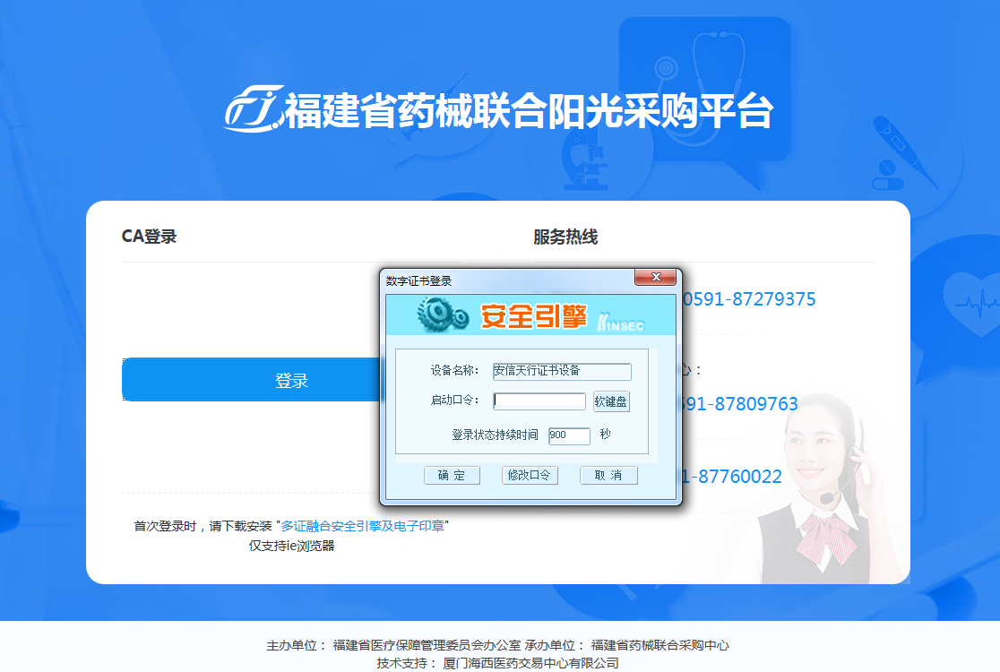 福建省药械联合阳光采购平台
CA登录
服务热线
数字证书登录
安全引擎 KINSEC
0591-87279375
设备名称： 安信天行证书设备
心：
登录
启动口令： 软键盘
91-87809763
登录状态持续时间 900 秒
确 定 修改口令 取 消
1-87760022
首次登录时，请下载安装 "多证融合安全引擎及电子印章"
仅支持ie浏览器
主办单位： 福建省医疗保障管理委员会办公室 承办单位： 福建省药械联合采购中心
技术支持： 厦门海西医药交易中心有限公司